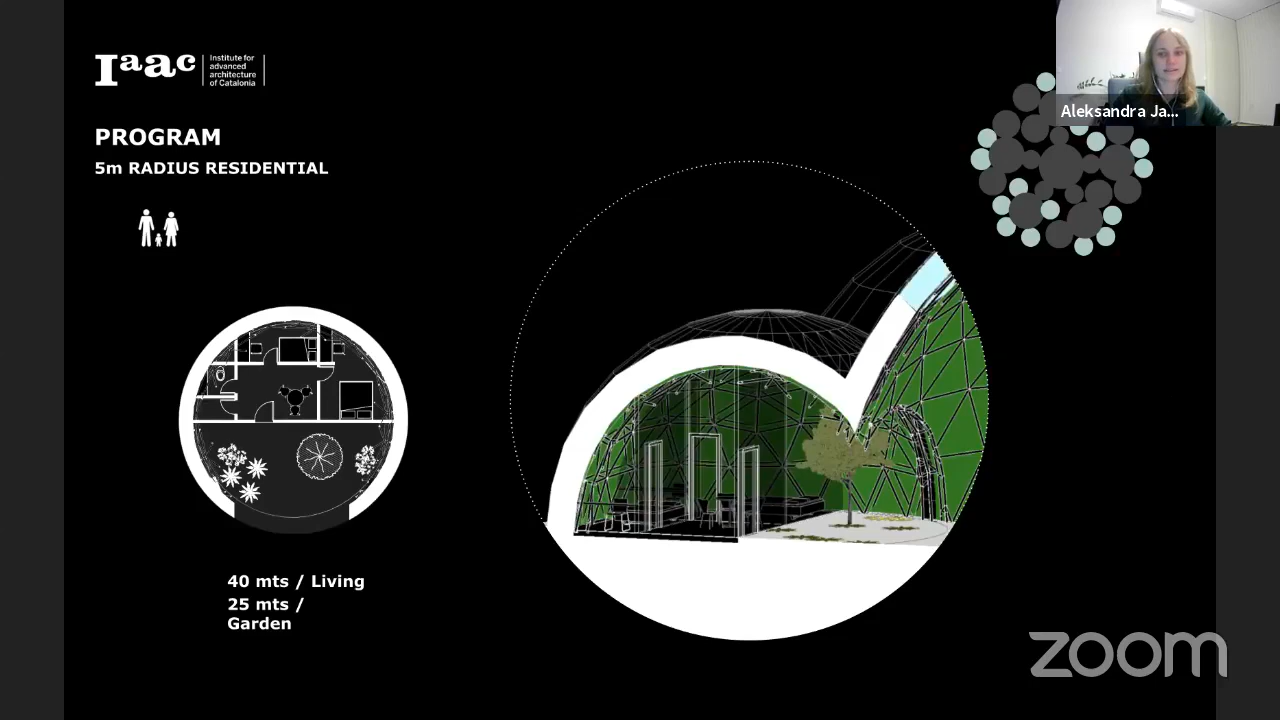 Iaac
Institute for
advanced
architecture
of Catalonia
PROGRAM
5m RADIUS RESIDENTIAL
40 mts / Living
25 mts /
Garden
Aleksandra Ja...
zoom